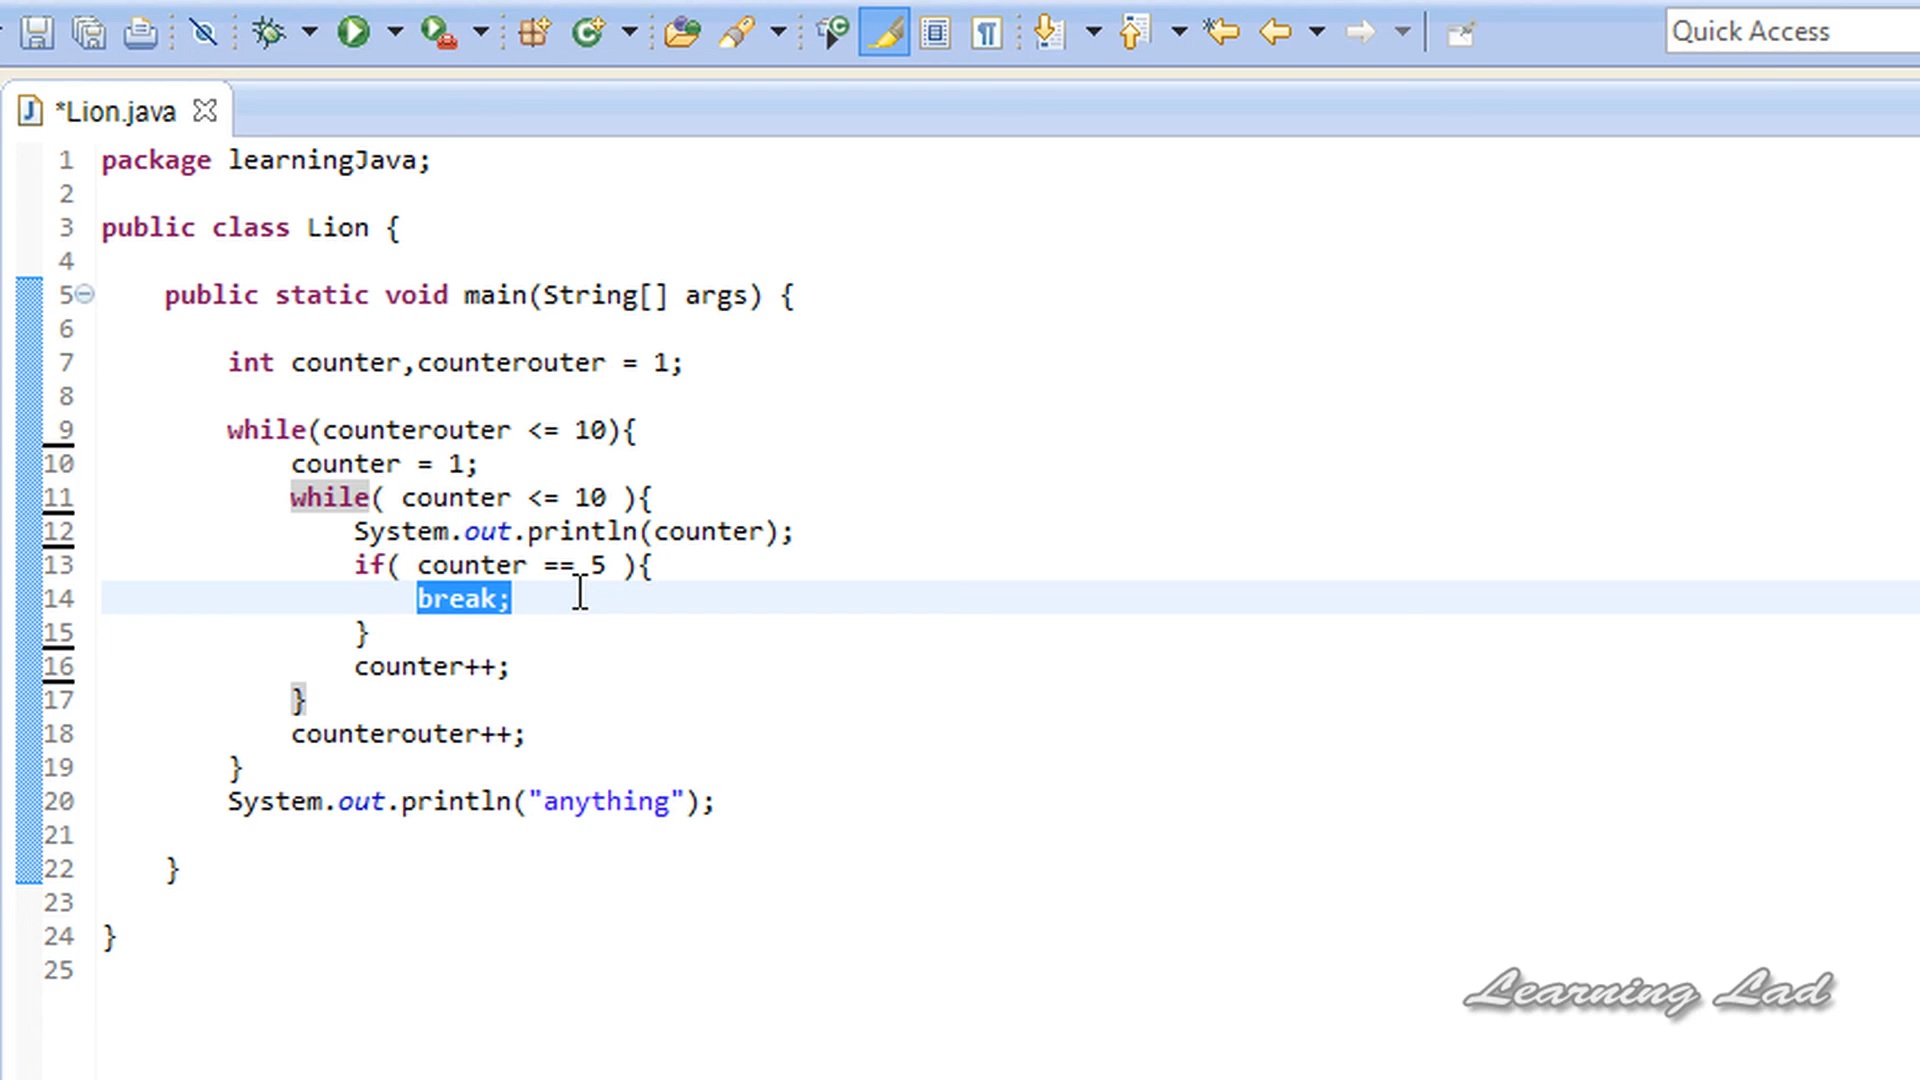 Quick Access
*Lion.java
1 package learningJava;
2
3 public class Lion {
4
5 public static void main(String[] args) {
6
7 int counter,counterouter = 1;
8
9 while(counterouter <= 10){
10 counter = 1;
11 while( counter <= 10 ){
12 System.out.println(counter);
13 if( counter == 5 ){
14 break;
15 }
16 counter++;
17 }
18 counterouter++;
19 }
20 System.out.println("anything");
21
22 }
23
24 }
25
Learning Lad